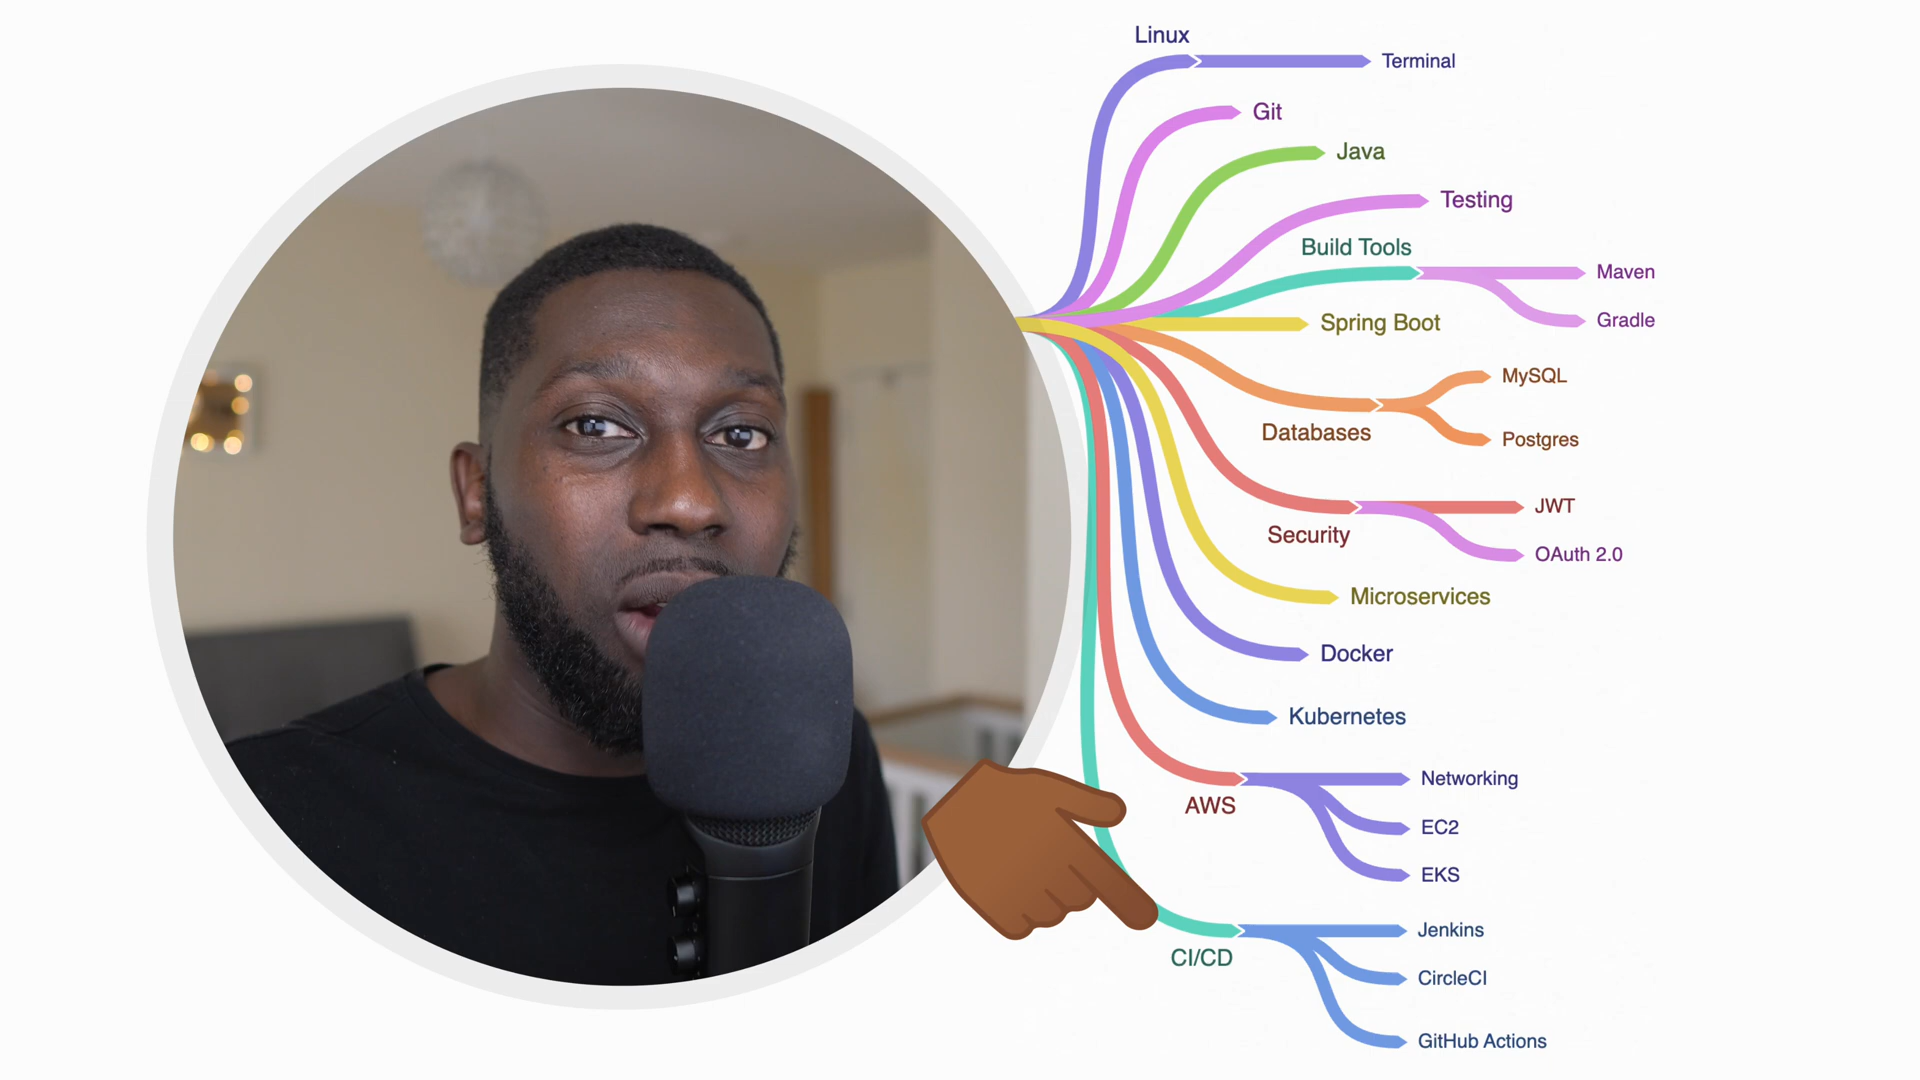 Linux
Terminal
Git
Java
Testing
Build Tools
Maven
Gradle
Spring Boot
MySQL
Databases
Postgres
JWT
Security
OAuth 2.0
Microservices
Docker
Kubernetes
Networking
AWS
EC2
EKS
Jenkins
CI/CD
CircleCI
GitHub Actions